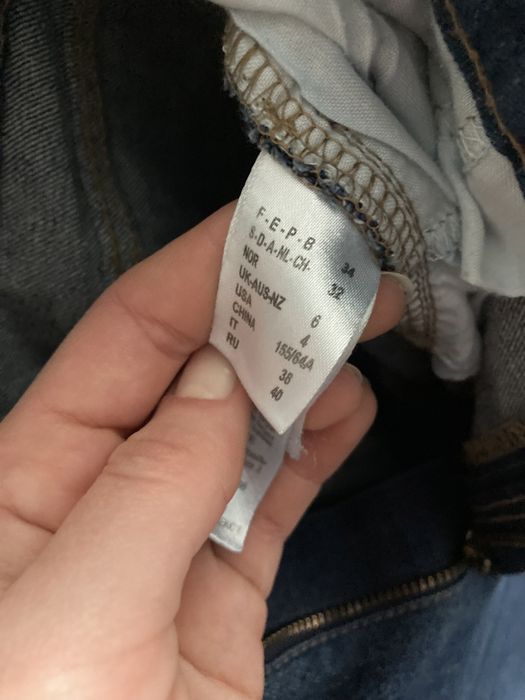 F-E-P-B 34
S-D-A-NL-CH-
NOR 32
UK-AUS-NZ 6
USA 4
CHINA 155/64A
IT 38
RU 40